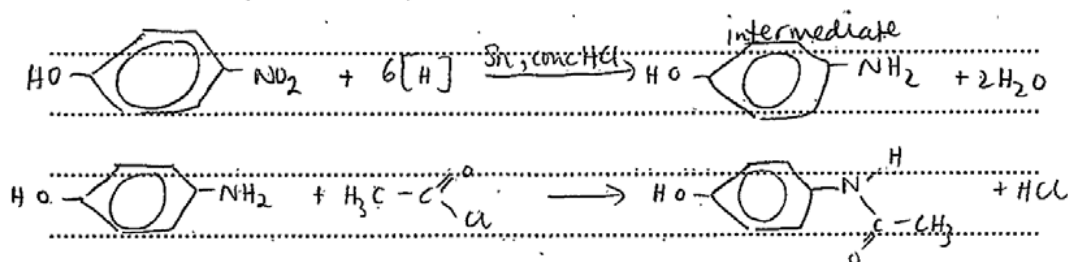 intermediate
HO NO2 + 6[H] Sn, conc HCl HO NH2 + 2H2O
HO NH2 + H3C-C O Cl HO N H C O -CH3 + HCl